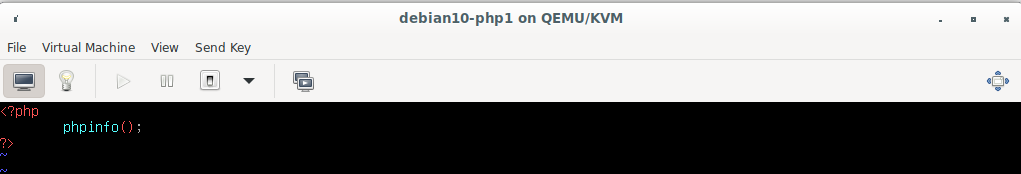 debian10-php1 on QEMU/KVM
File Virtual Machine View Send Key
<?php
        phpinfo();
?>
~
~